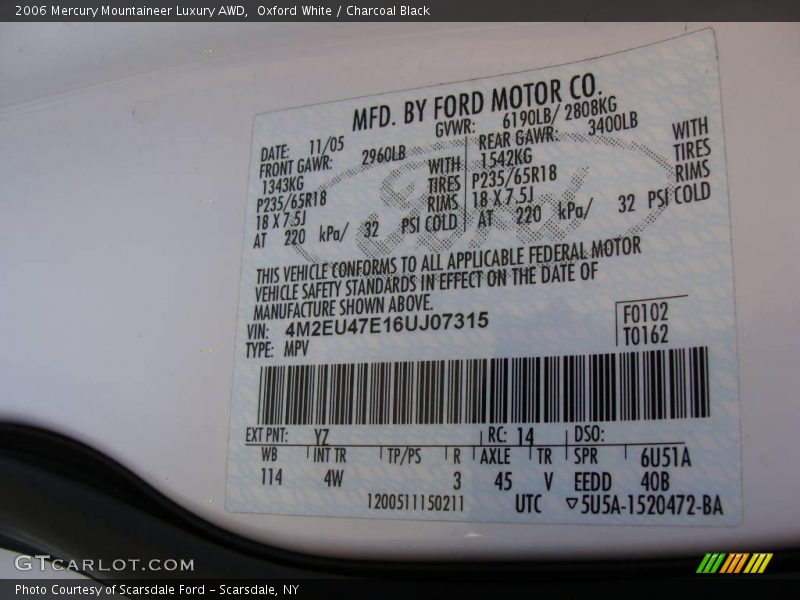 2006 Mercury Mountaineer Luxury AWD,  Oxford White / Charcoal Black
MFD. BY FORD MOTOR CO.
DATE: 11/05 GVWR: 6190LB/ 2808KG
FRONT GAWR: 2960LB REAR GAWR: 3400LB
1343KG WITH 1542KG WITH
P235/65R18 TIRES P235/65R18 TIRES
18 X 7.5J RIMS 18 X 7.5J RIMS
AT 220 kPa/ 32 PSI COLD AT 220 kPa/ 32 PSI COLD
THIS VEHICLE CONFORMS TO ALL APPLICABLE FEDERAL MOTOR
VEHICLE SAFETY STANDARDS IN EFFECT ON THE DATE OF
MANUFACTURE SHOWN ABOVE.
VIN: 4M2EU47E16UJ07315 F0102
TYPE: MPV T0162
EXT PNT: YZ RC: 14 DSO:
WB INT TR TP/PS R AXLE TR SPR 6U51A
114 4W 3 45 V EEDD 40B
1200511150211 UTC ▽5U5A-1520472-BA
Ford
GTCARLOT.COM
Photo Courtesy of Scarsdale Ford - Scarsdale, NY